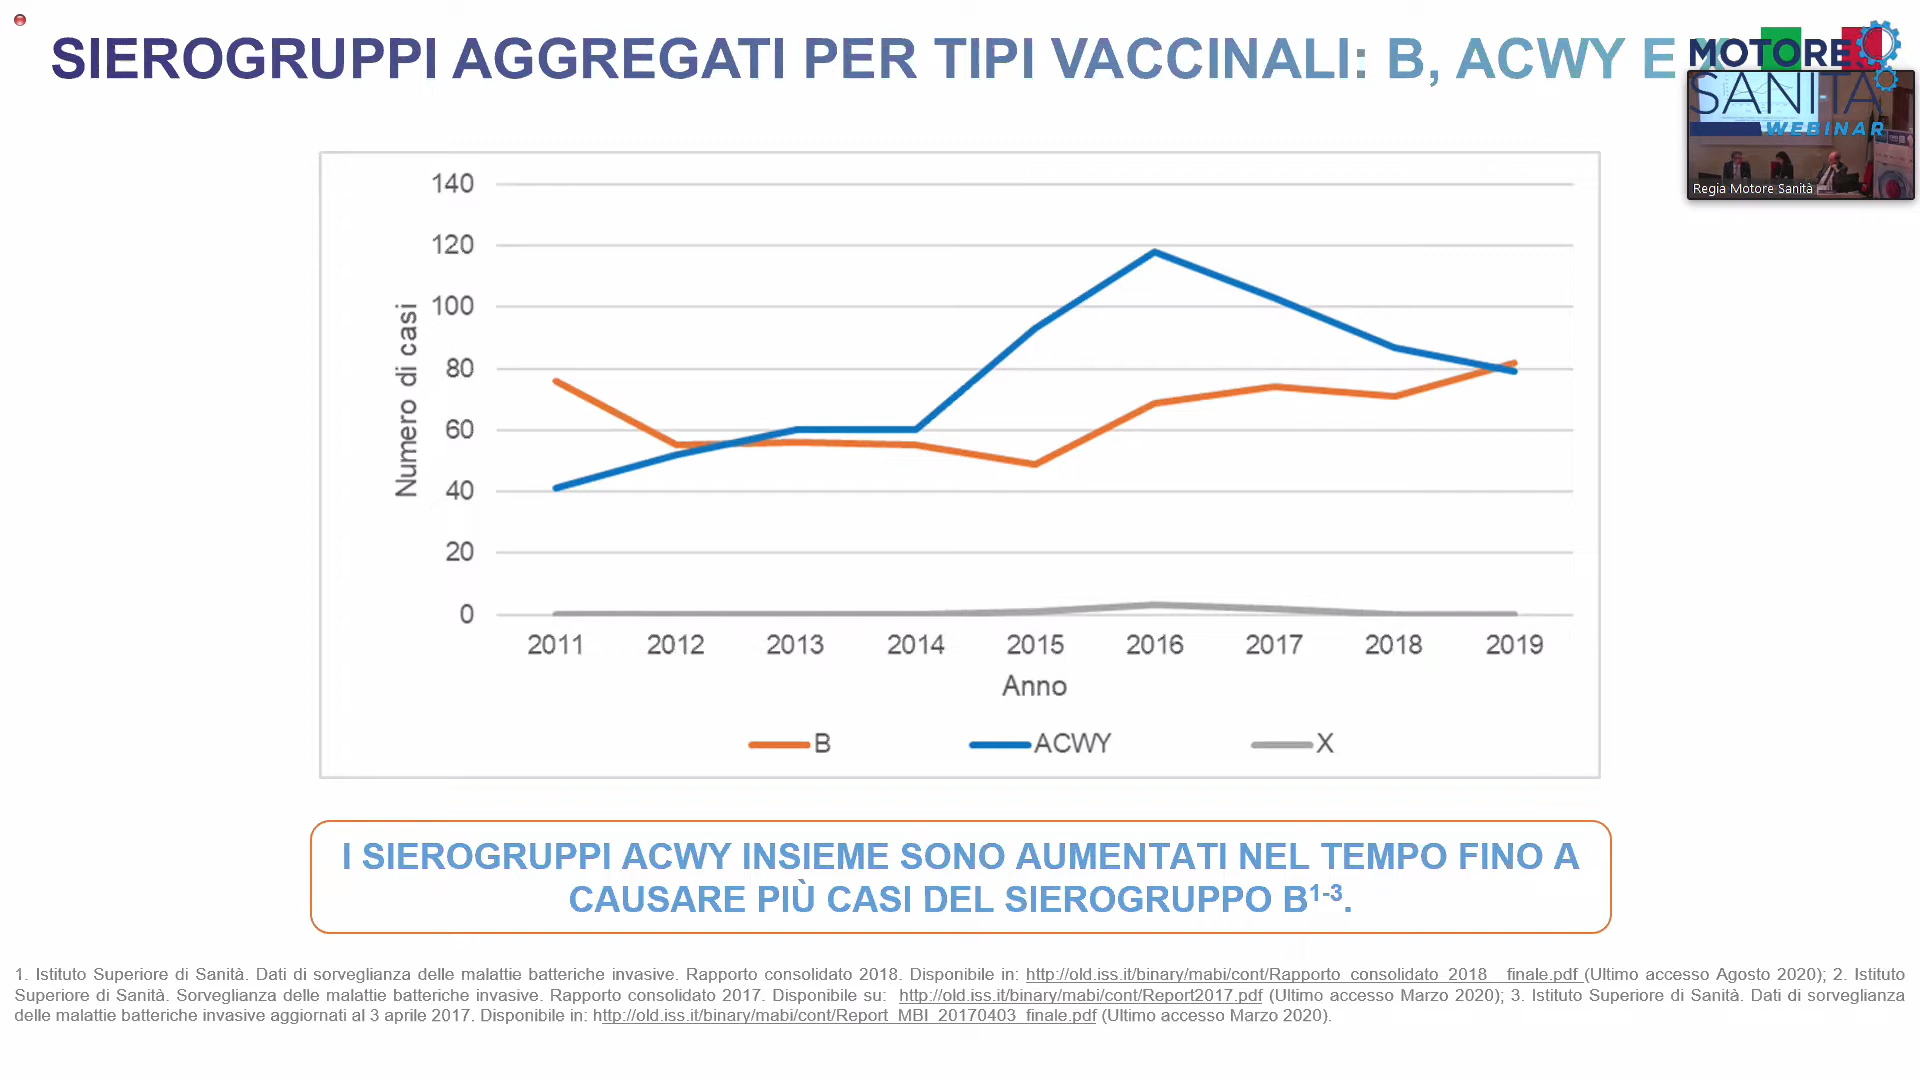 SIEROGRUPPI AGGREGATI PER TIPI VACCINALI: B, ACWY E X
MOTORE
SANITÀ
WEBINAR
Regia Motore Sanità
140
120
100
80
60
40
20
0
Numero di casi
2011 2012 2013 2014 2015 2016 2017 2018 2019
Anno
B ACWY X
I SIEROGRUPPI ACWY INSIEME SONO AUMENTATI NEL TEMPO FINO A
CAUSARE PIÙ CASI DEL SIEROGRUPPO B1-3.
1. Istituto Superiore di Sanità. Dati di sorveglianza delle malattie batteriche invasive. Rapporto consolidato 2018. Disponibile in: http://old.iss.it/binary/mabi/cont/Rapporto_consolidato_2018__finale.pdf (Ultimo accesso Agosto 2020); 2. Istituto
Superiore di Sanità. Sorveglianza delle malattie batteriche invasive. Rapporto consolidato 2017. Disponibile su: http://old.iss.it/binary/mabi/cont/Report2017.pdf (Ultimo accesso Marzo 2020); 3. Istituto Superiore di Sanità. Dati di sorveglianza
delle malattie batteriche invasive aggiornati al 3 aprile 2017. Disponibile in: http://old.iss.it/binary/mabi/cont/Report_MBI_20170403_finale.pdf (Ultimo accesso Marzo 2020).